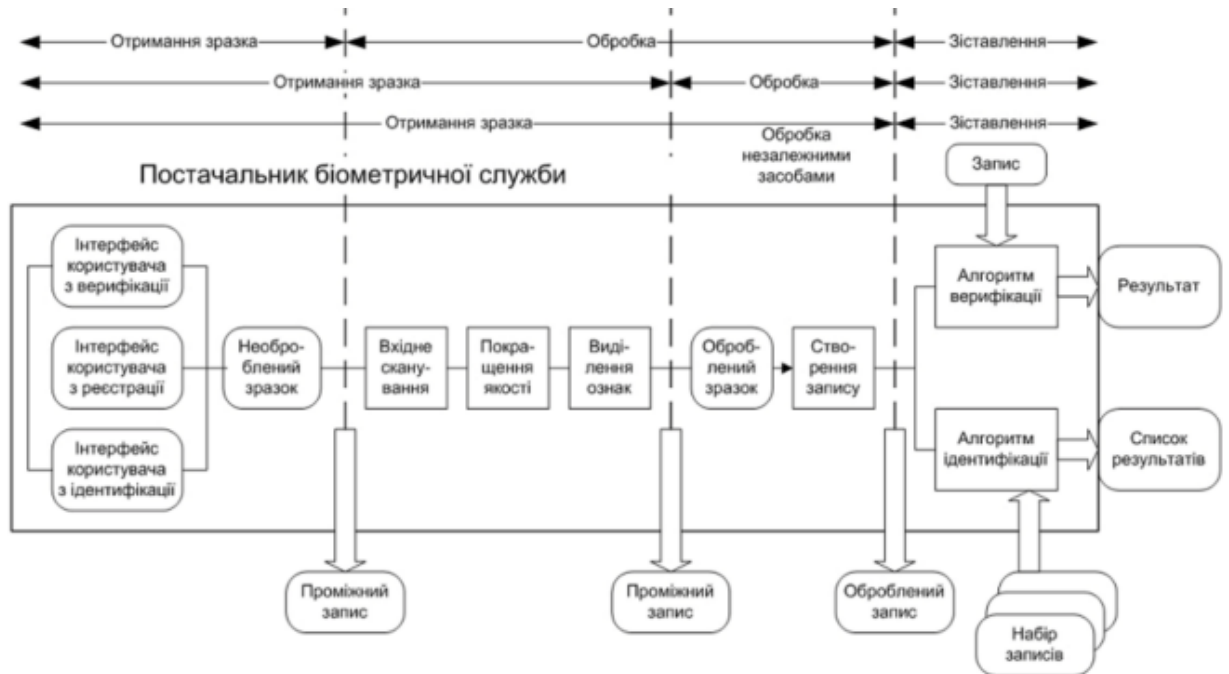 Отримання зразка
Обробка
Зіставлення
Отримання зразка
Обробка
Зіставлення
Отримання зразка
Зіставлення
Обробка
незалежними
засобами
Постачальник біометричної служби
Запис
Інтерфейс
користувача
з верифікації
Інтерфейс
користувача
з реєстрації
Інтерфейс
користувача
з ідентифікації
Необро-
блений
зразок
Вхідне
скану-
вання
Покра-
щення
якості
Виді-
лення
ознак
Оброб-
лений
зразок
Ство-
рення
запису
Алгоритм
верифікації
Результат
Алгоритм
ідентифікації
Список
результатів
Проміжний
запис
Проміжний
запис
Оброблений
запис
Набір
записів